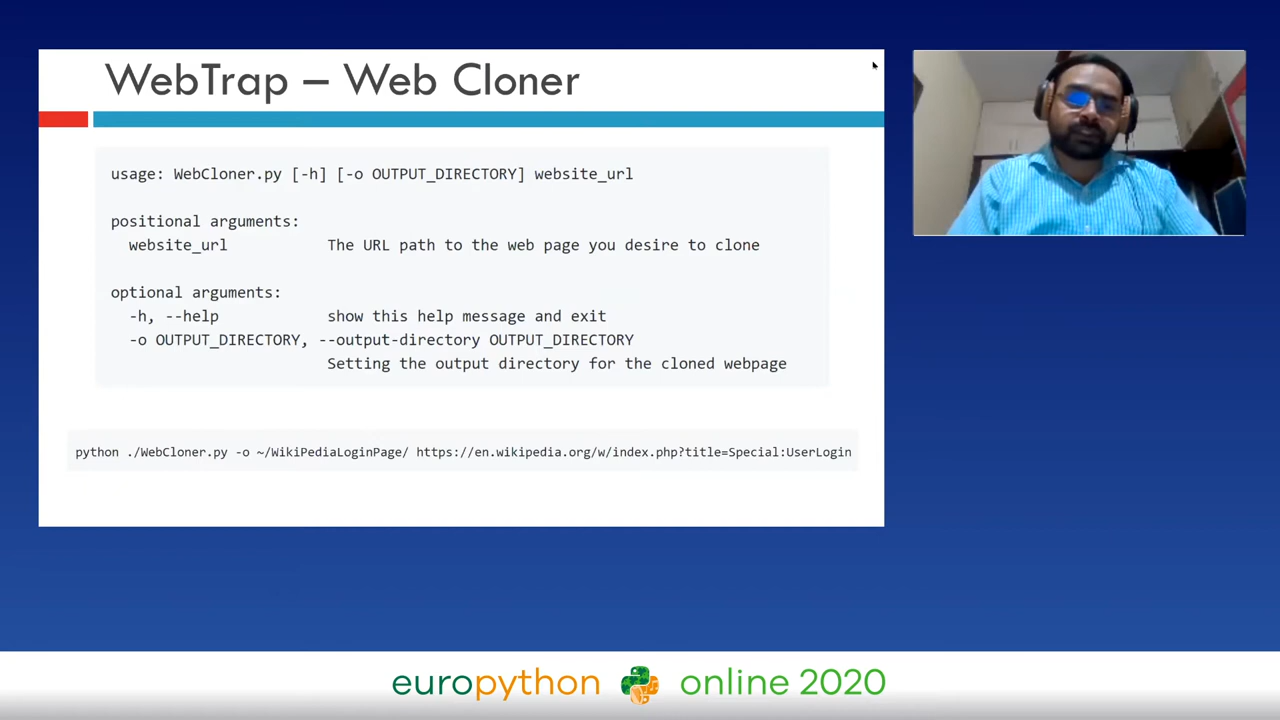 WebTrap – Web Cloner
usage: WebCloner.py [-h] [-o OUTPUT_DIRECTORY] website_url
positional arguments:
website_url The URL path to the web page you desire to clone
optional arguments:
-h, --help show this help message and exit
-o OUTPUT_DIRECTORY, --output-directory OUTPUT_DIRECTORY
Setting the output directory for the cloned webpage
python ./WebCloner.py -o ~/WikiPediaLoginPage/ https://en.wikipedia.org/w/index.php?title=Special:UserLogin
europython online 2020